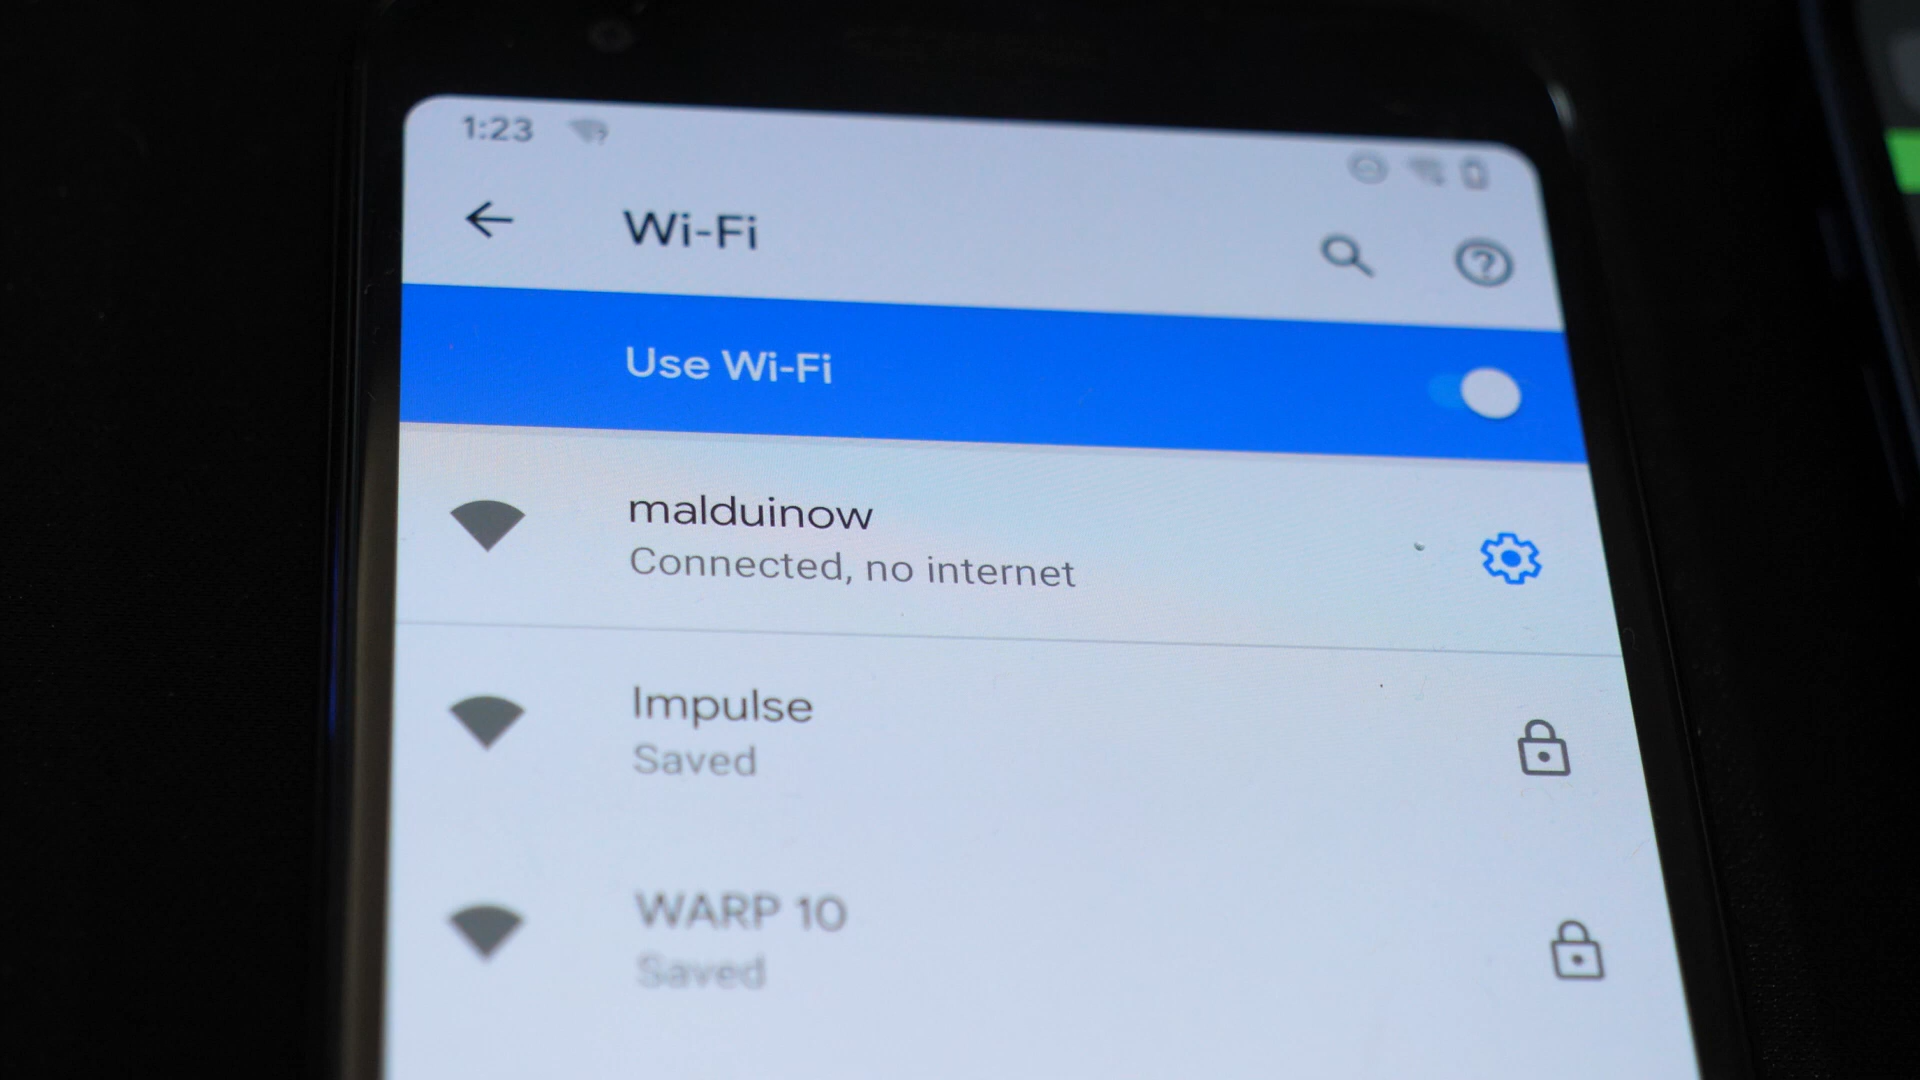 1:23
Wi-Fi
Use Wi-Fi
malduinow
Connected, no internet
Impulse
Saved
WARP 10
Saved